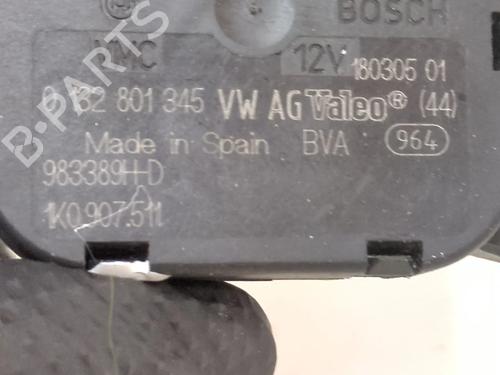 BOSCH
12V 180305 01
0 132 801 345 VW AG Valeo® (44)
Made in Spain BVA 964
983389H-D
1K0.907.511
B-PARTS